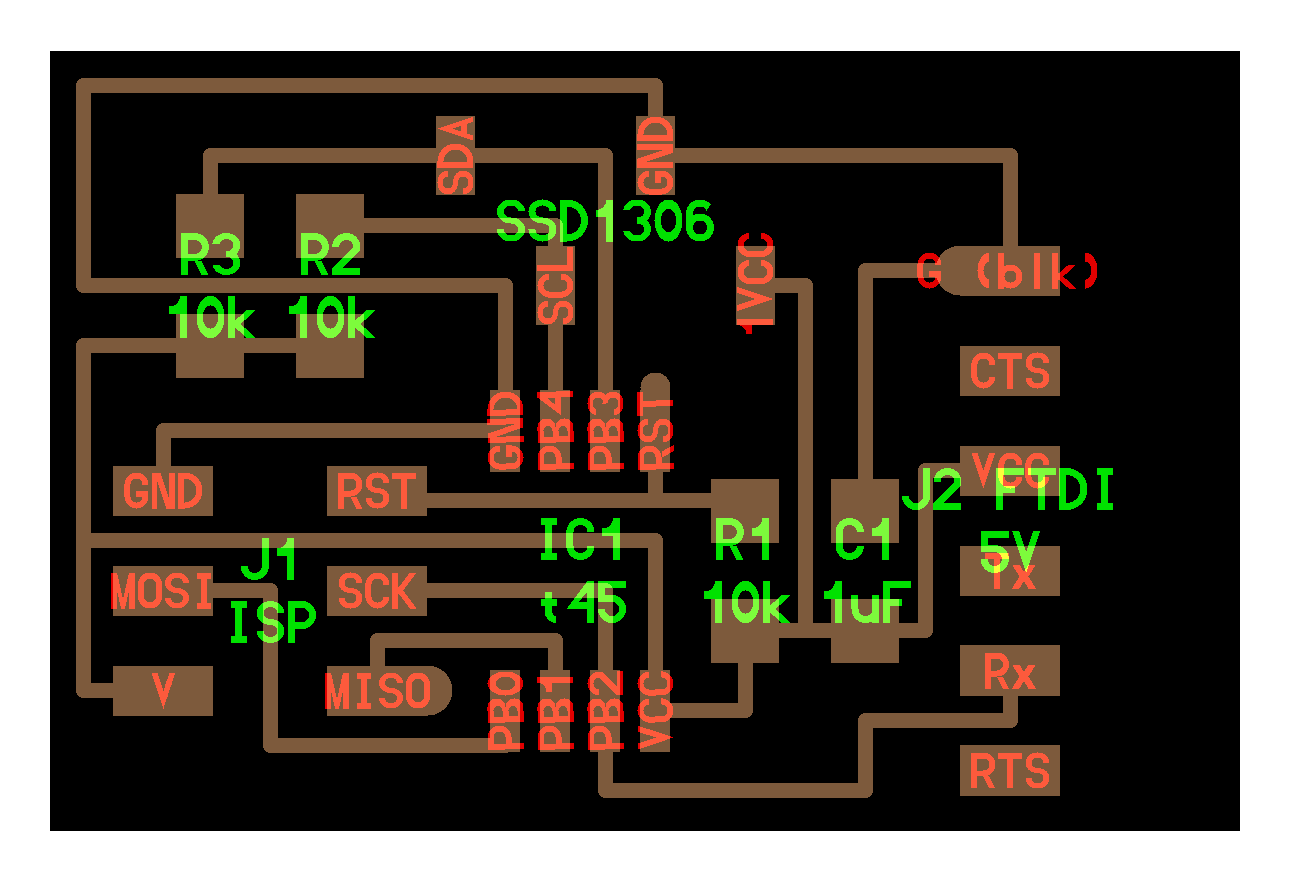 SDA
GND
SSD1306
R3
10k
R2
10k
SCL
1VCC
G (blk)
CTS
GND
PB4
PB3
RST
VCC
J2 FTDI
5V
Tx
GND
RST
R1
10k
C1
1uF
IC1
t45
J1
ISP
MOSI
SCK
V
MISO
PB0
PB1
PB2
VCC
Rx
RTS